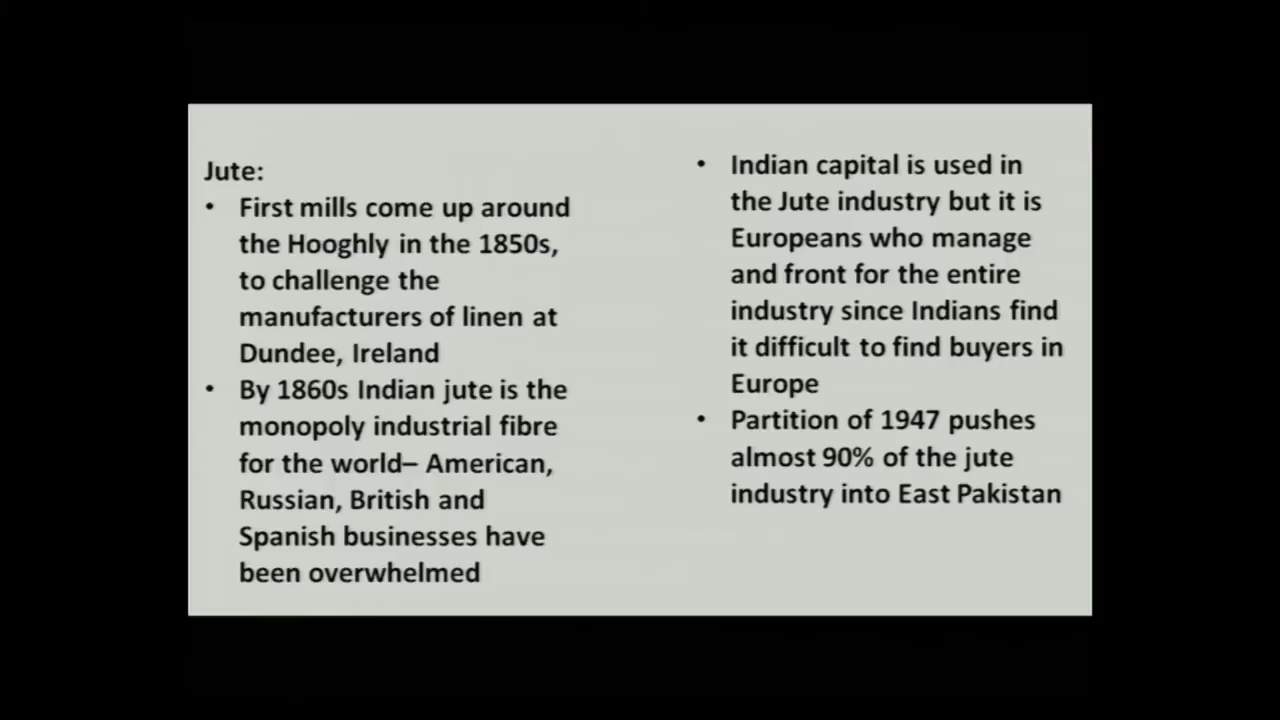 Jute:
• First mills come up around
the Hooghly in the 1850s,
to challenge the
manufacturers of linen at
Dundee, Ireland
• By 1860s Indian jute is the
monopoly industrial fibre
for the world– American,
Russian, British and
Spanish businesses have
been overwhelmed
• Indian capital is used in
the Jute industry but it is
Europeans who manage
and front for the entire
industry since Indians find
it difficult to find buyers in
Europe
• Partition of 1947 pushes
almost 90% of the jute
industry into East Pakistan